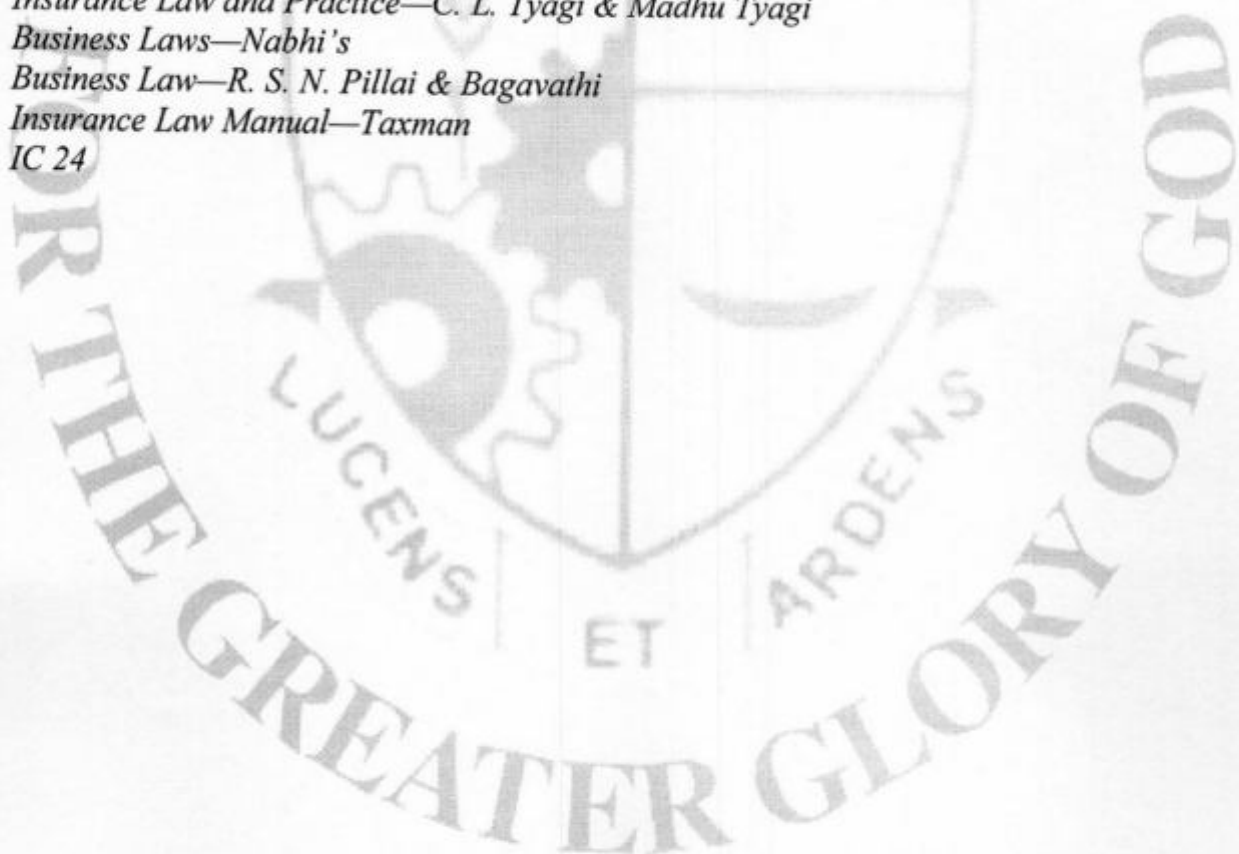 Insurance Law and Practice—C. L. Tyagi & Madhu Tyagi
Business Laws—Nabhi's
Business Law—R. S. N. Pillai & Bagavathi
Insurance Law Manual—Taxman
IC 24
LUCENS ET ARDENS
FOR THE GREATER GLORY OF GOD